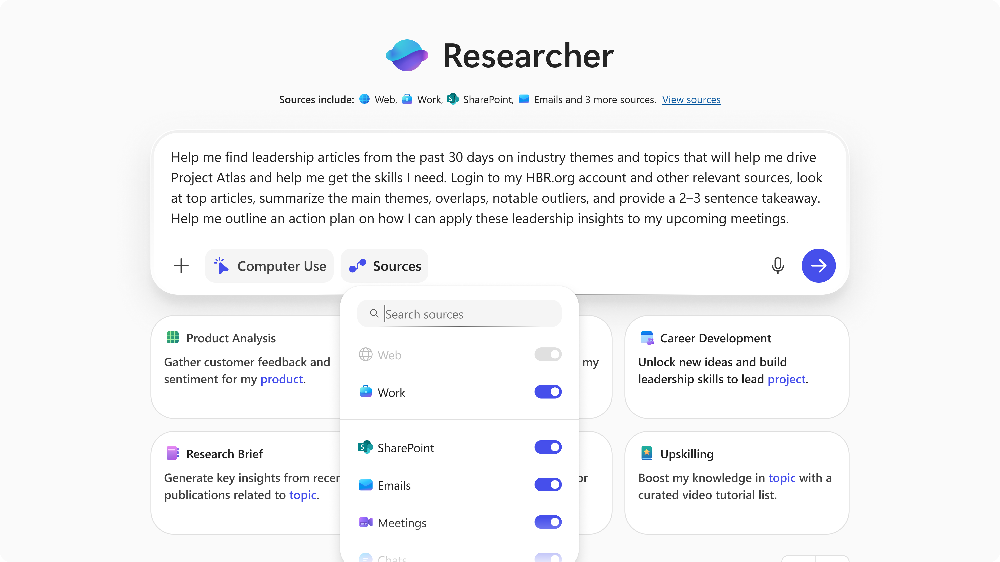 Researcher
Sources include: Web, Work, SharePoint, Emails and 3 more sources. View sources
Help me find leadership articles from the past 30 days on industry themes and topics that will help me drive
Project Atlas and help me get the skills I need. Login to my HBR.org account and other relevant sources, look
at top articles, summarize the main themes, overlaps, notable outliers, and provide a 2–3 sentence takeaway.
Help me outline an action plan on how I can apply these leadership insights to my upcoming meetings.
Computer Use
Sources
Search sources
Web
Work
SharePoint
Emails
Meetings
Chats
Product Analysis
Gather customer feedback and
sentiment for my product.
my
Career Development
Unlock new ideas and build
leadership skills to lead project.
Research Brief
Generate key insights from
publications related to topic.
Upskilling
Boost my knowledge in topic with a
curated video tutorial list.